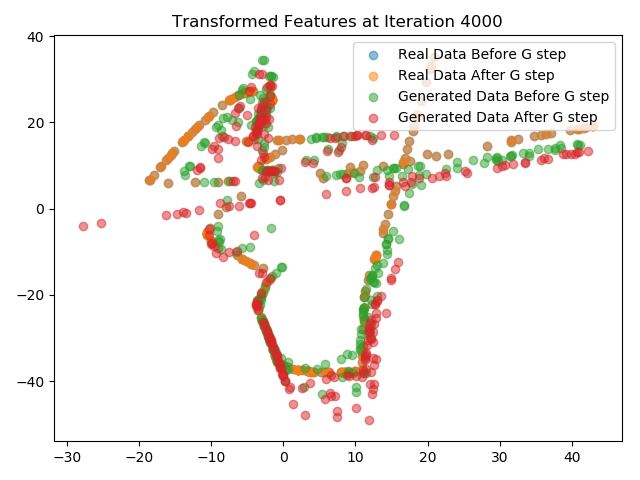 Transformed Features at Iteration 4000
Real Data Before G step
Real Data After G step
Generated Data Before G step
Generated Data After G step
40
20
0
−20
−40
−30 −20 −10 0 10 20 30 40